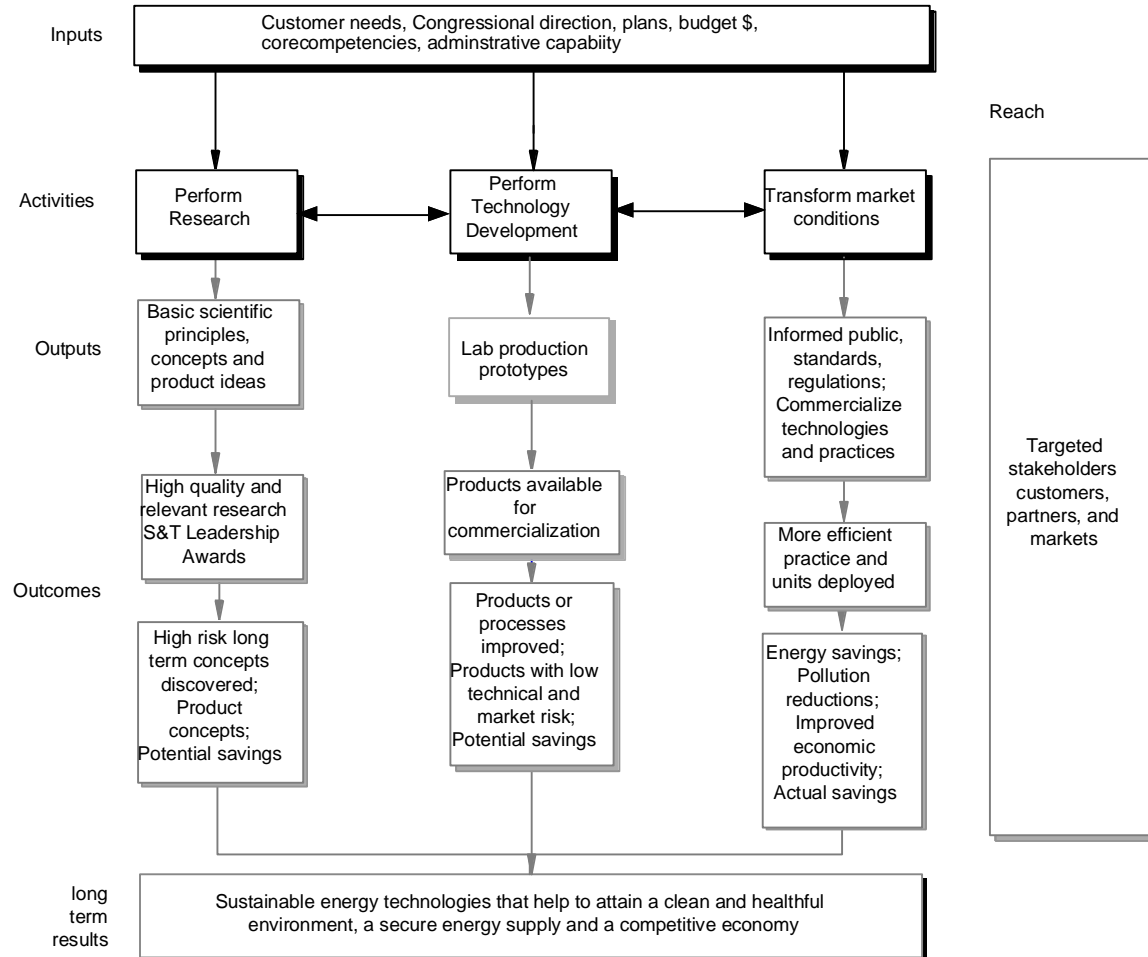 Inputs
Customer needs, Congressional direction, plans, budget $,
corecompetencies, adminstrative capabiity
Reach
Activities
Perform
Research
Perform
Technology
Development
Transform market
conditions
Outputs
Basic scientific
principles,
concepts and
product ideas
Lab production
prototypes
Informed public,
standards,
regulations;
Commercialize
technologies
and practices
Targeted
stakeholders
customers,
partners, and
markets
Outcomes
High quality and
relevant research
S&T Leadership
Awards
Products available
for
commercialization
More efficient
practice and
units deployed
High risk long
term concepts
discovered;
Product
concepts;
Potential savings
Products or
processes
improved;
Products with low
technical and
market risk;
Potential savings
Energy savings;
Pollution
reductions;
Improved
economic
productivity;
Actual savings
long
term
results
Sustainable energy technologies that help to attain a clean and healthful
environment, a secure energy supply and a competitive economy